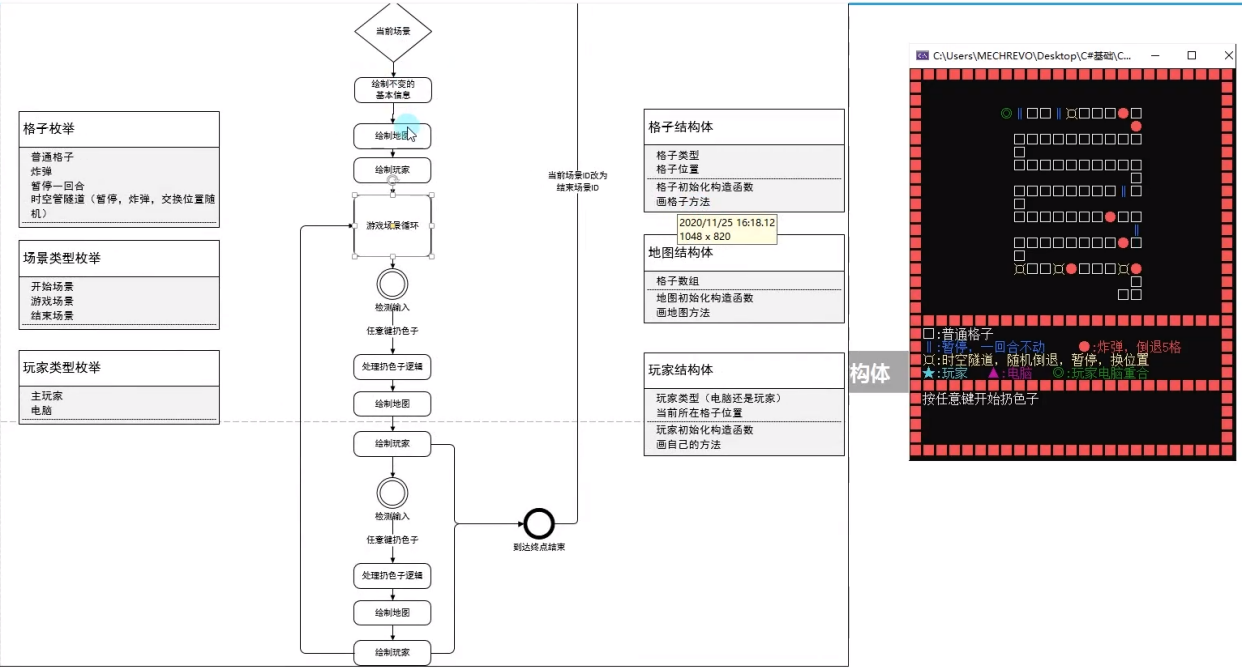 当前场景
绘制不变的
基本信息
绘制地图
绘制玩家
游戏场景循环
检测输入
任意键扔色子
处理扔色子逻辑
绘制地图
绘制玩家
检测输入
任意键扔色子
处理扔色子逻辑
绘制地图
绘制玩家
到达终点结束
当前场景ID改为
结束场景ID
格子枚举
普通格子
炸弹
暂停一回合
时空管隧道（暂停，炸弹，交换位置随
机）
场景类型枚举
开始场景
游戏场景
结束场景
玩家类型枚举
主玩家
电脑
格子结构体
格子类型
格子位置
格子初始化构造函数
画格子方法
2020/11/25 16:18.12
1048 x 820
地图结构体
格子数组
地图初始化构造函数
画地图方法
玩家结构体
玩家类型（电脑还是玩家）
当前所在格子位置
玩家初始化构造函数
画自己的方法
构体
C:\Users\MECHREVO\Desktop\C#基础\C...
□:普通格子
‖:暂停，一回合不动 ●:炸弹，倒退5格
¤:时空隧道，随机倒退，暂停，换位置
★:玩家 ▲:电脑 ◎:玩家电脑重合
按任意键开始扔色子